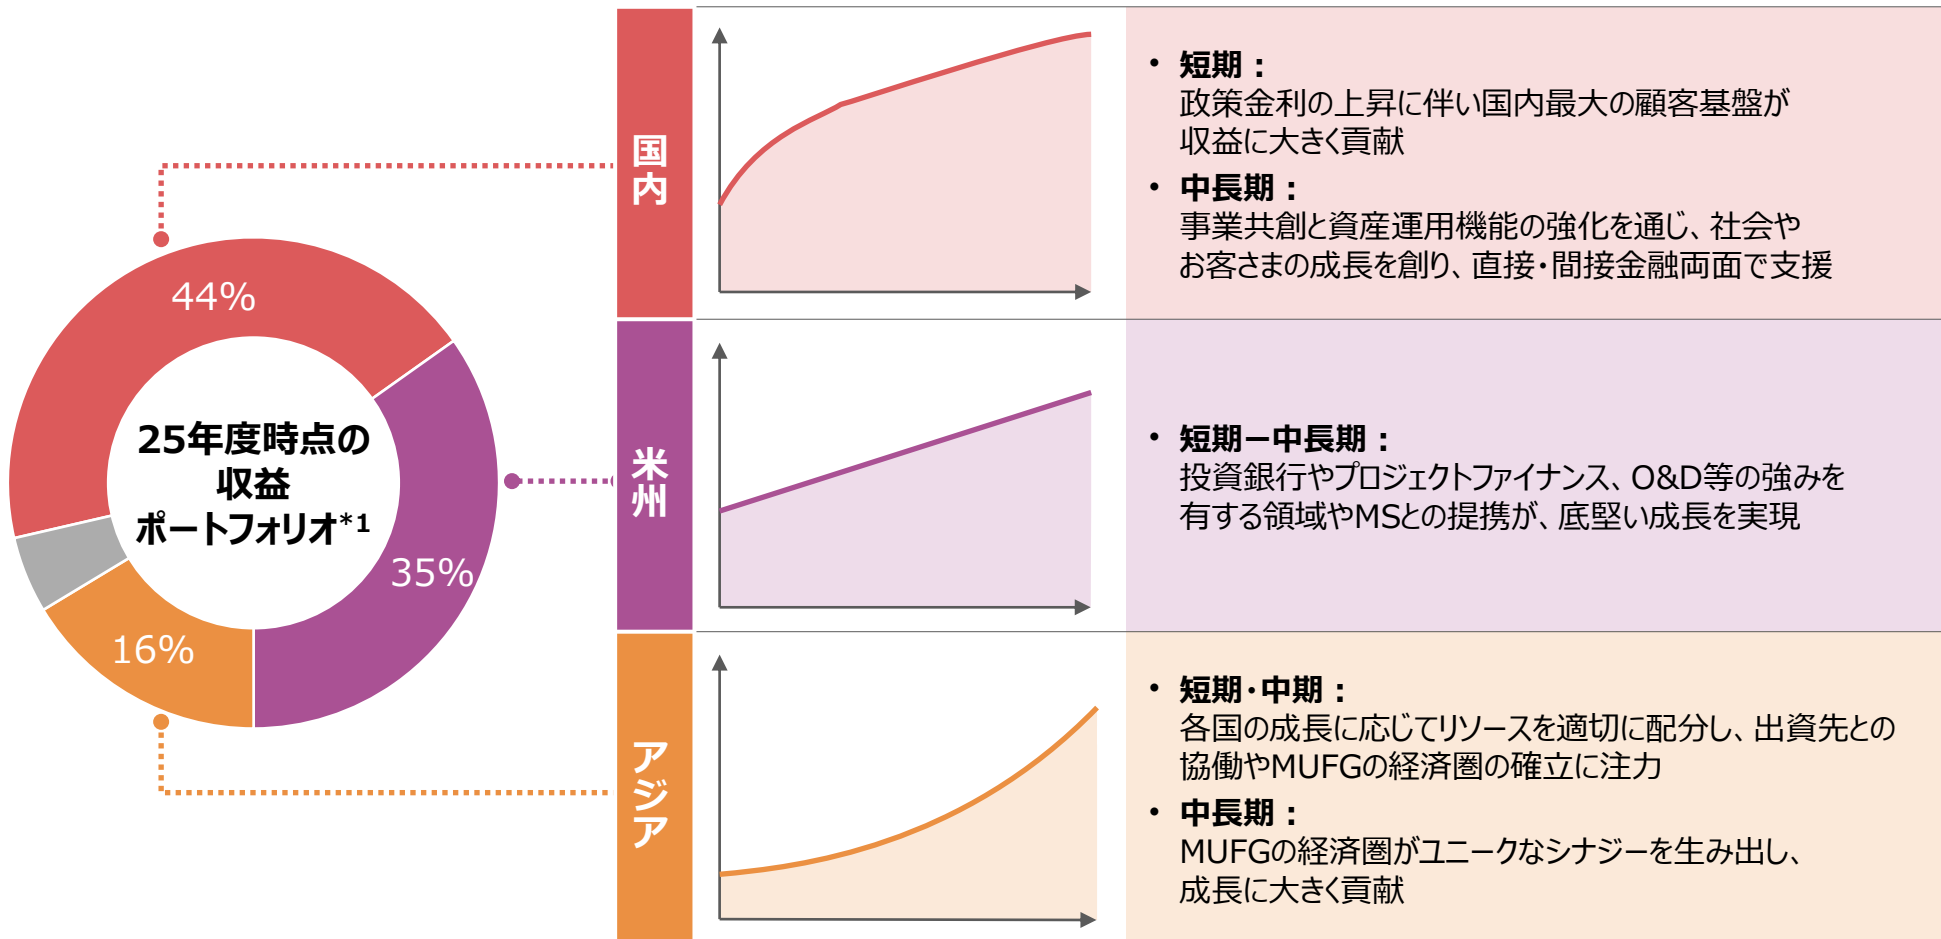 44%
35%
16%
25年度時点の
収益
ポートフォリオ*1
国内
• 短期：
政策金利の上昇に伴い国内最大の顧客基盤が
収益に大きく貢献
• 中長期：
事業共創と資産運用機能の強化を通じ、社会や
お客さまの成長を創り、直接・間接金融両面で支援
米州
• 短期－中長期：
投資銀行やプロジェクトファイナンス、O&D等の強みを
有する領域やMSとの提携が、底堅い成長を実現
アジア
• 短期・中期：
各国の成長に応じてリソースを適切に配分し、出資先との
協働やMUFGの経済圏の確立に注力
• 中長期：
MUFGの経済圏がユニークなシナジーを生み出し、
成長に大きく貢献